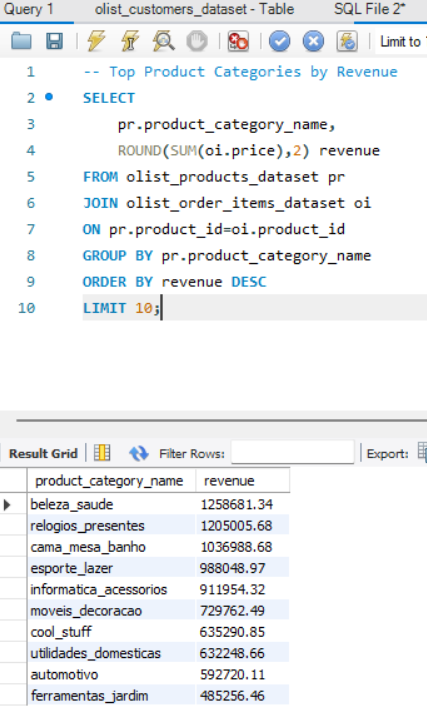 Query 1 olist_customers_dataset - Table SQL File 2*
Limit to
1 -- Top Product Categories by Revenue
2 SELECT
3 pr.product_category_name,
4 ROUND(SUM(oi.price),2) revenue
5 FROM olist_products_dataset pr
6 JOIN olist_order_items_dataset oi
7 ON pr.product_id=oi.product_id
8 GROUP BY pr.product_category_name
9 ORDER BY revenue DESC
10 LIMIT 10;
Result Grid Filter Rows: Export:
product_category_name revenue
beleza_saude 1258681.34
relogios_presentes 1205005.68
cama_mesa_banho 1036988.68
esporte_lazer 988048.97
informatica_acessorios 911954.32
moveis_decoracao 729762.49
cool_stuff 635290.85
utilidades_domesticas 632248.66
automotivo 592720.11
ferramentas_jardim 485256.46